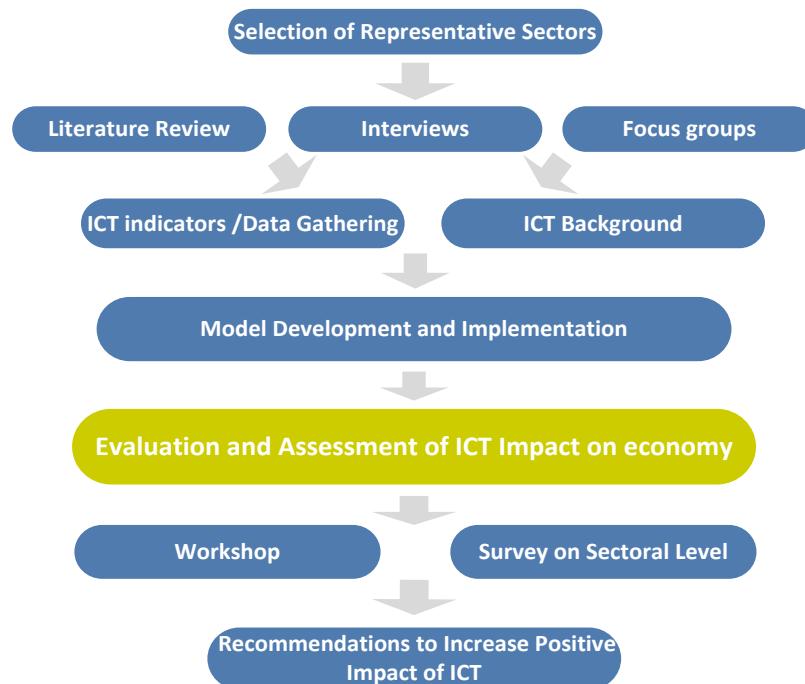 Selection of Representative Sectors
Literature Review
Interviews
Focus groups
ICT indicators /Data Gathering
ICT Background
Model Development and Implementation
Evaluation and Assessment of ICT Impact on economy
Workshop
Survey on Sectoral Level
Recommendations to Increase Positive
Impact of ICT